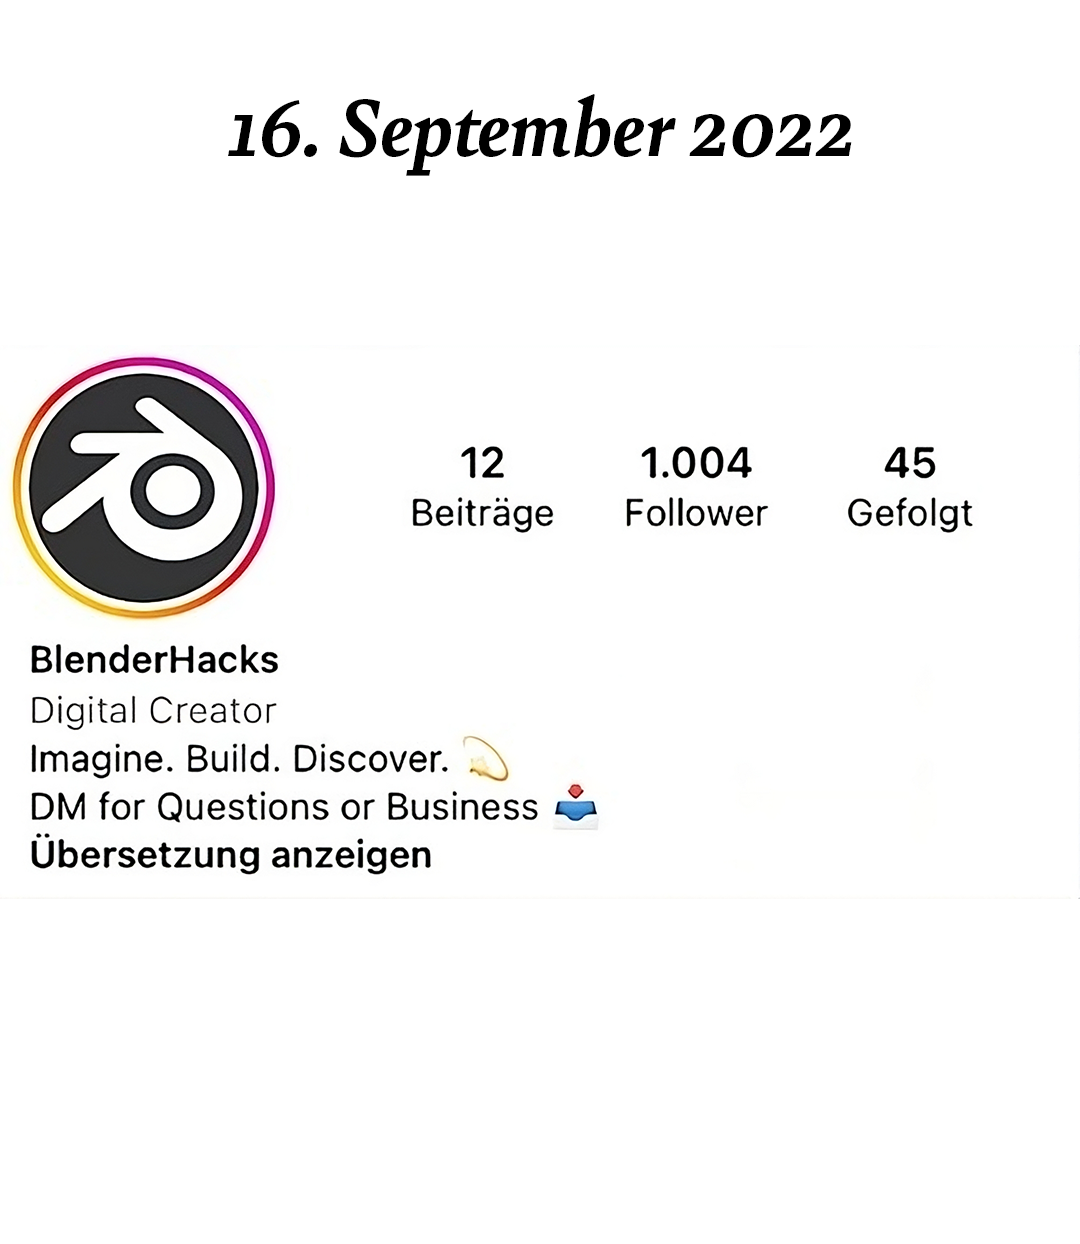 16. September 2022
12 1.004 45
Beiträge Follower Gefolgt
BlenderHacks
Digital Creator
Imagine. Build. Discover. 💫
DM for Questions or Business 📥
Übersetzung anzeigen